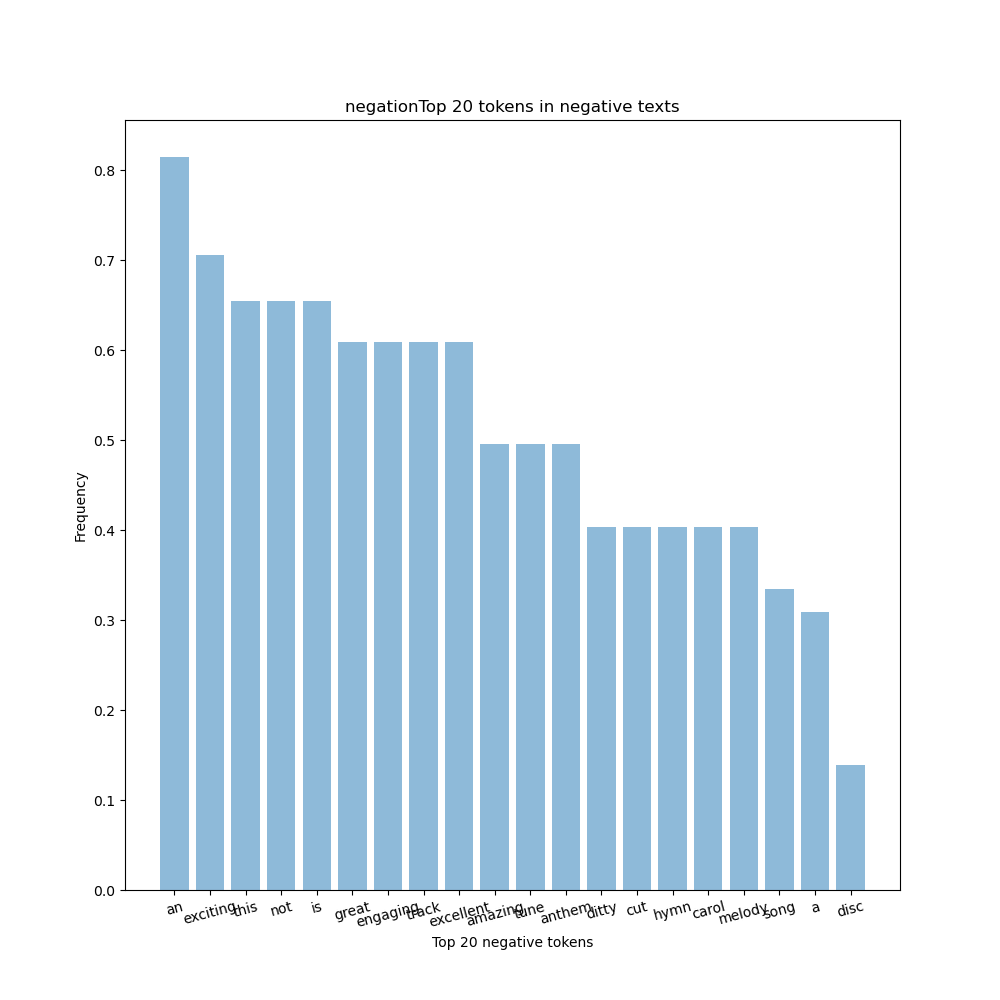 negationTop 20 tokens in negative texts
0.8
0.7
0.6
0.5
0.4
0.3
0.2
0.1
0.0
Frequency
an exciting this not is great engaging track excellent amazing tune anthem ditty cut hymn carol melody song a disc
Top 20 negative tokens